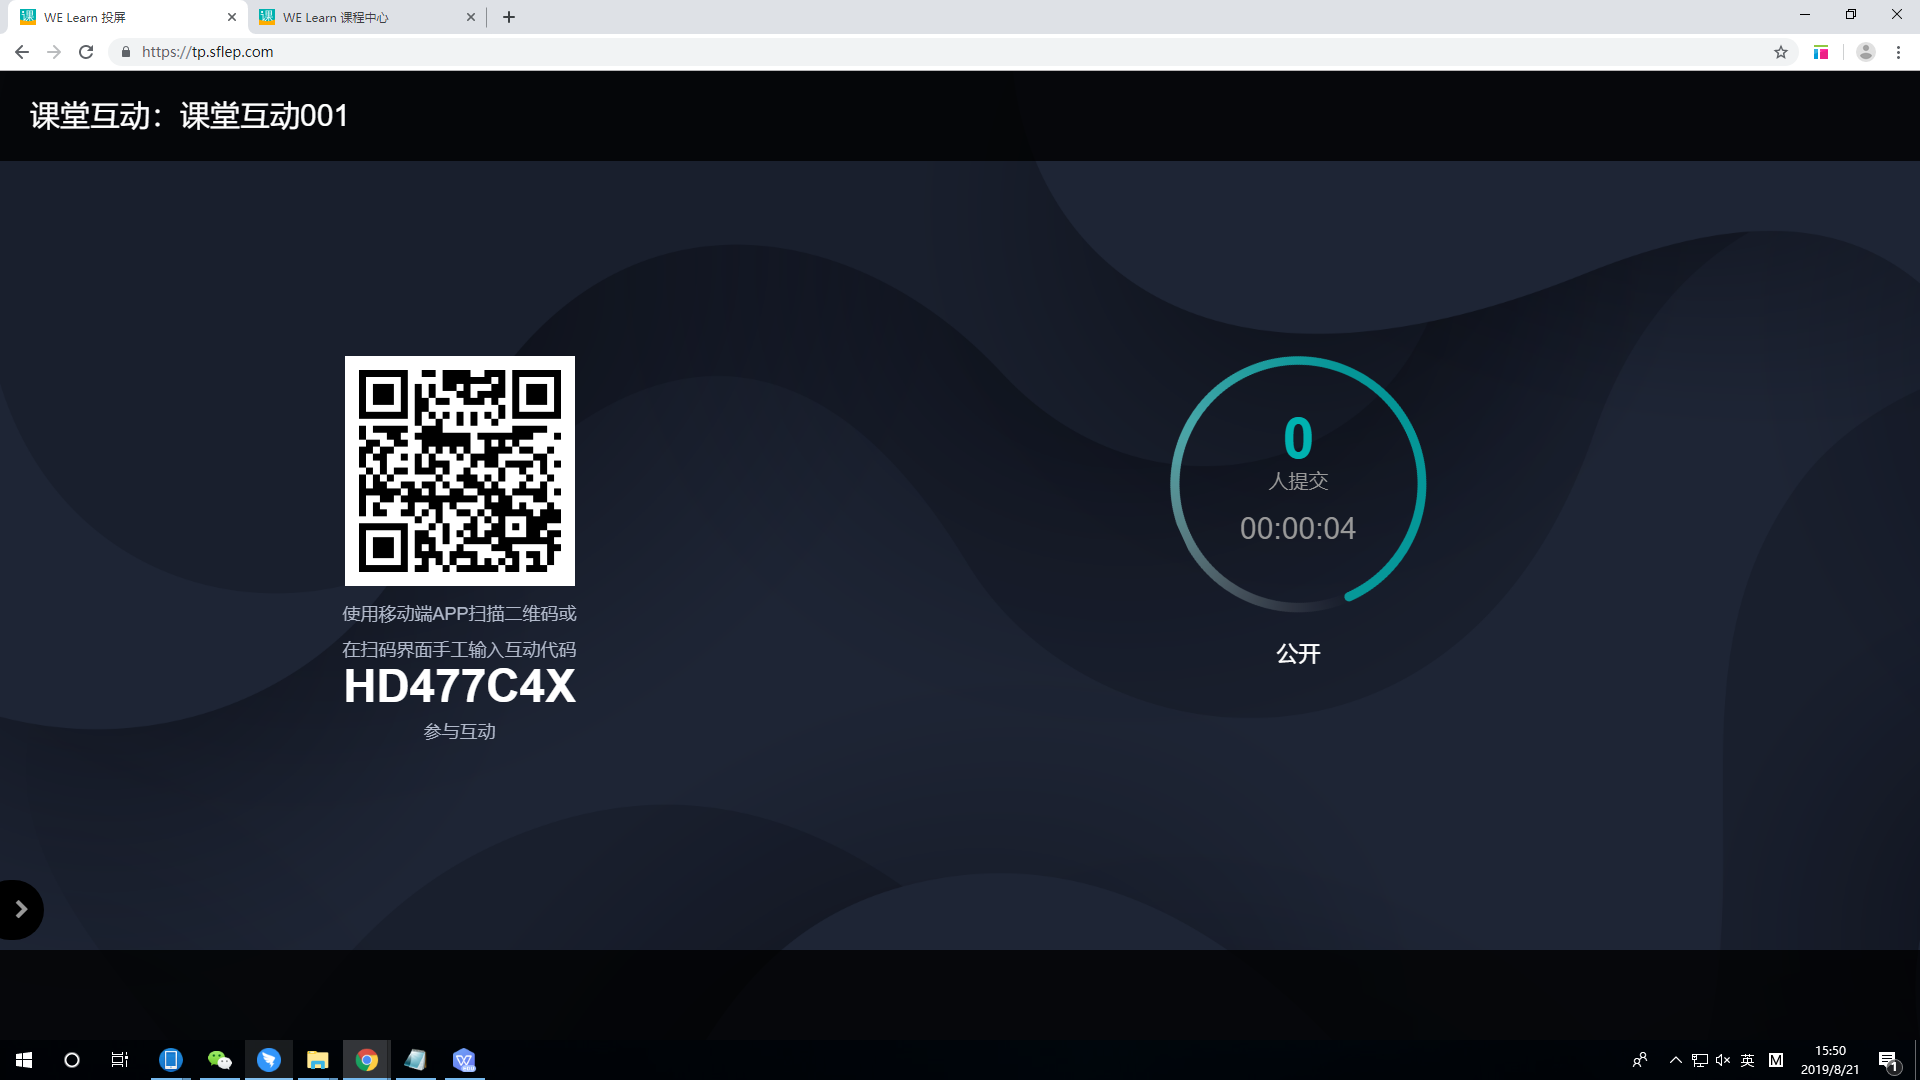 WE Learn 投屏
WE Learn 课程中心
https://tp.sflep.com
课堂互动：课堂互动001
0
人提交
00:00:04
公开
使用移动端APP扫描二维码或
在扫码界面手工输入互动代码
HD477C4X
参与互动
英
M
15:50
2019/8/21
1